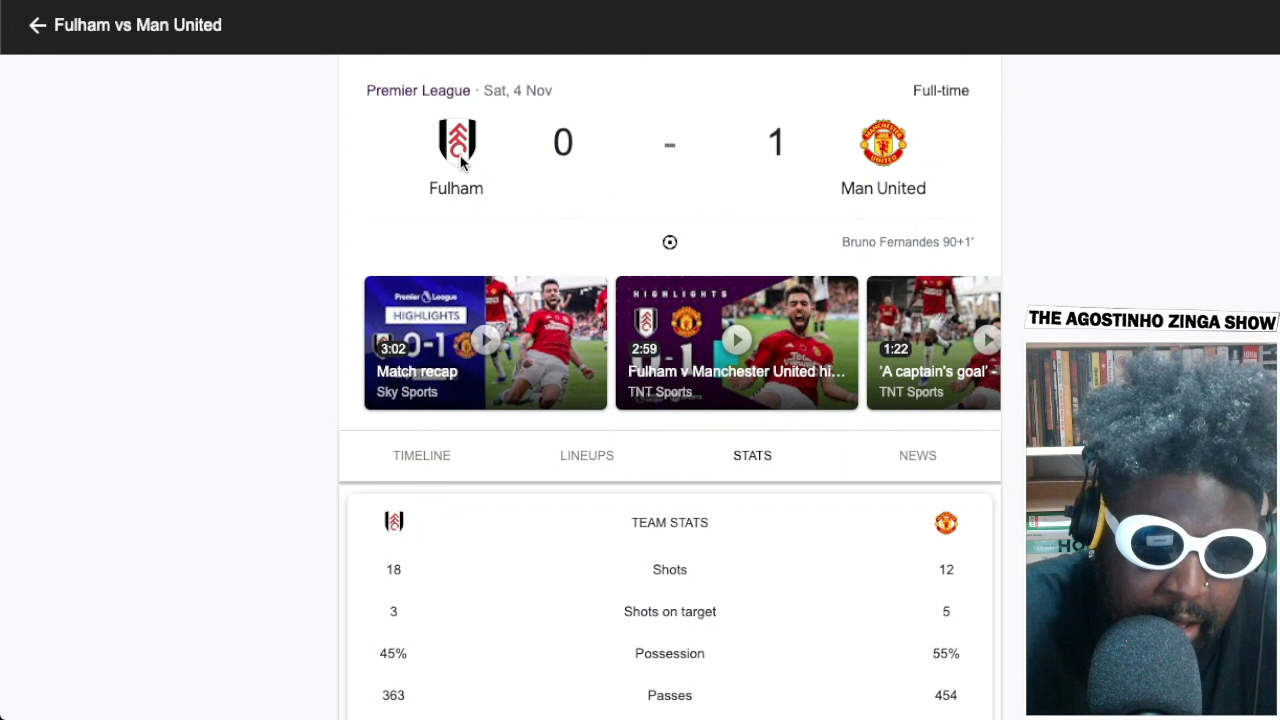 Fulham vs Man United
Premier League · Sat, 4 Nov
Full-time
0 - 1
Fulham
Man United
Bruno Fernandes 90+1'
Premier League
HIGHLIGHTS
0-1
3:02
Match recap
Sky Sports
HIGHLIGHTS
2:59
Fulham v Manchester United hi...
TNT Sports
1:22
'A captain's goal' -
TNT Sports
THE AGOSTINHO ZINGA SHOW
TIMELINE
LINEUPS
STATS
NEWS
TEAM STATS
18 Shots 12
3 Shots on target 5
45% Possession 55%
363 Passes 454